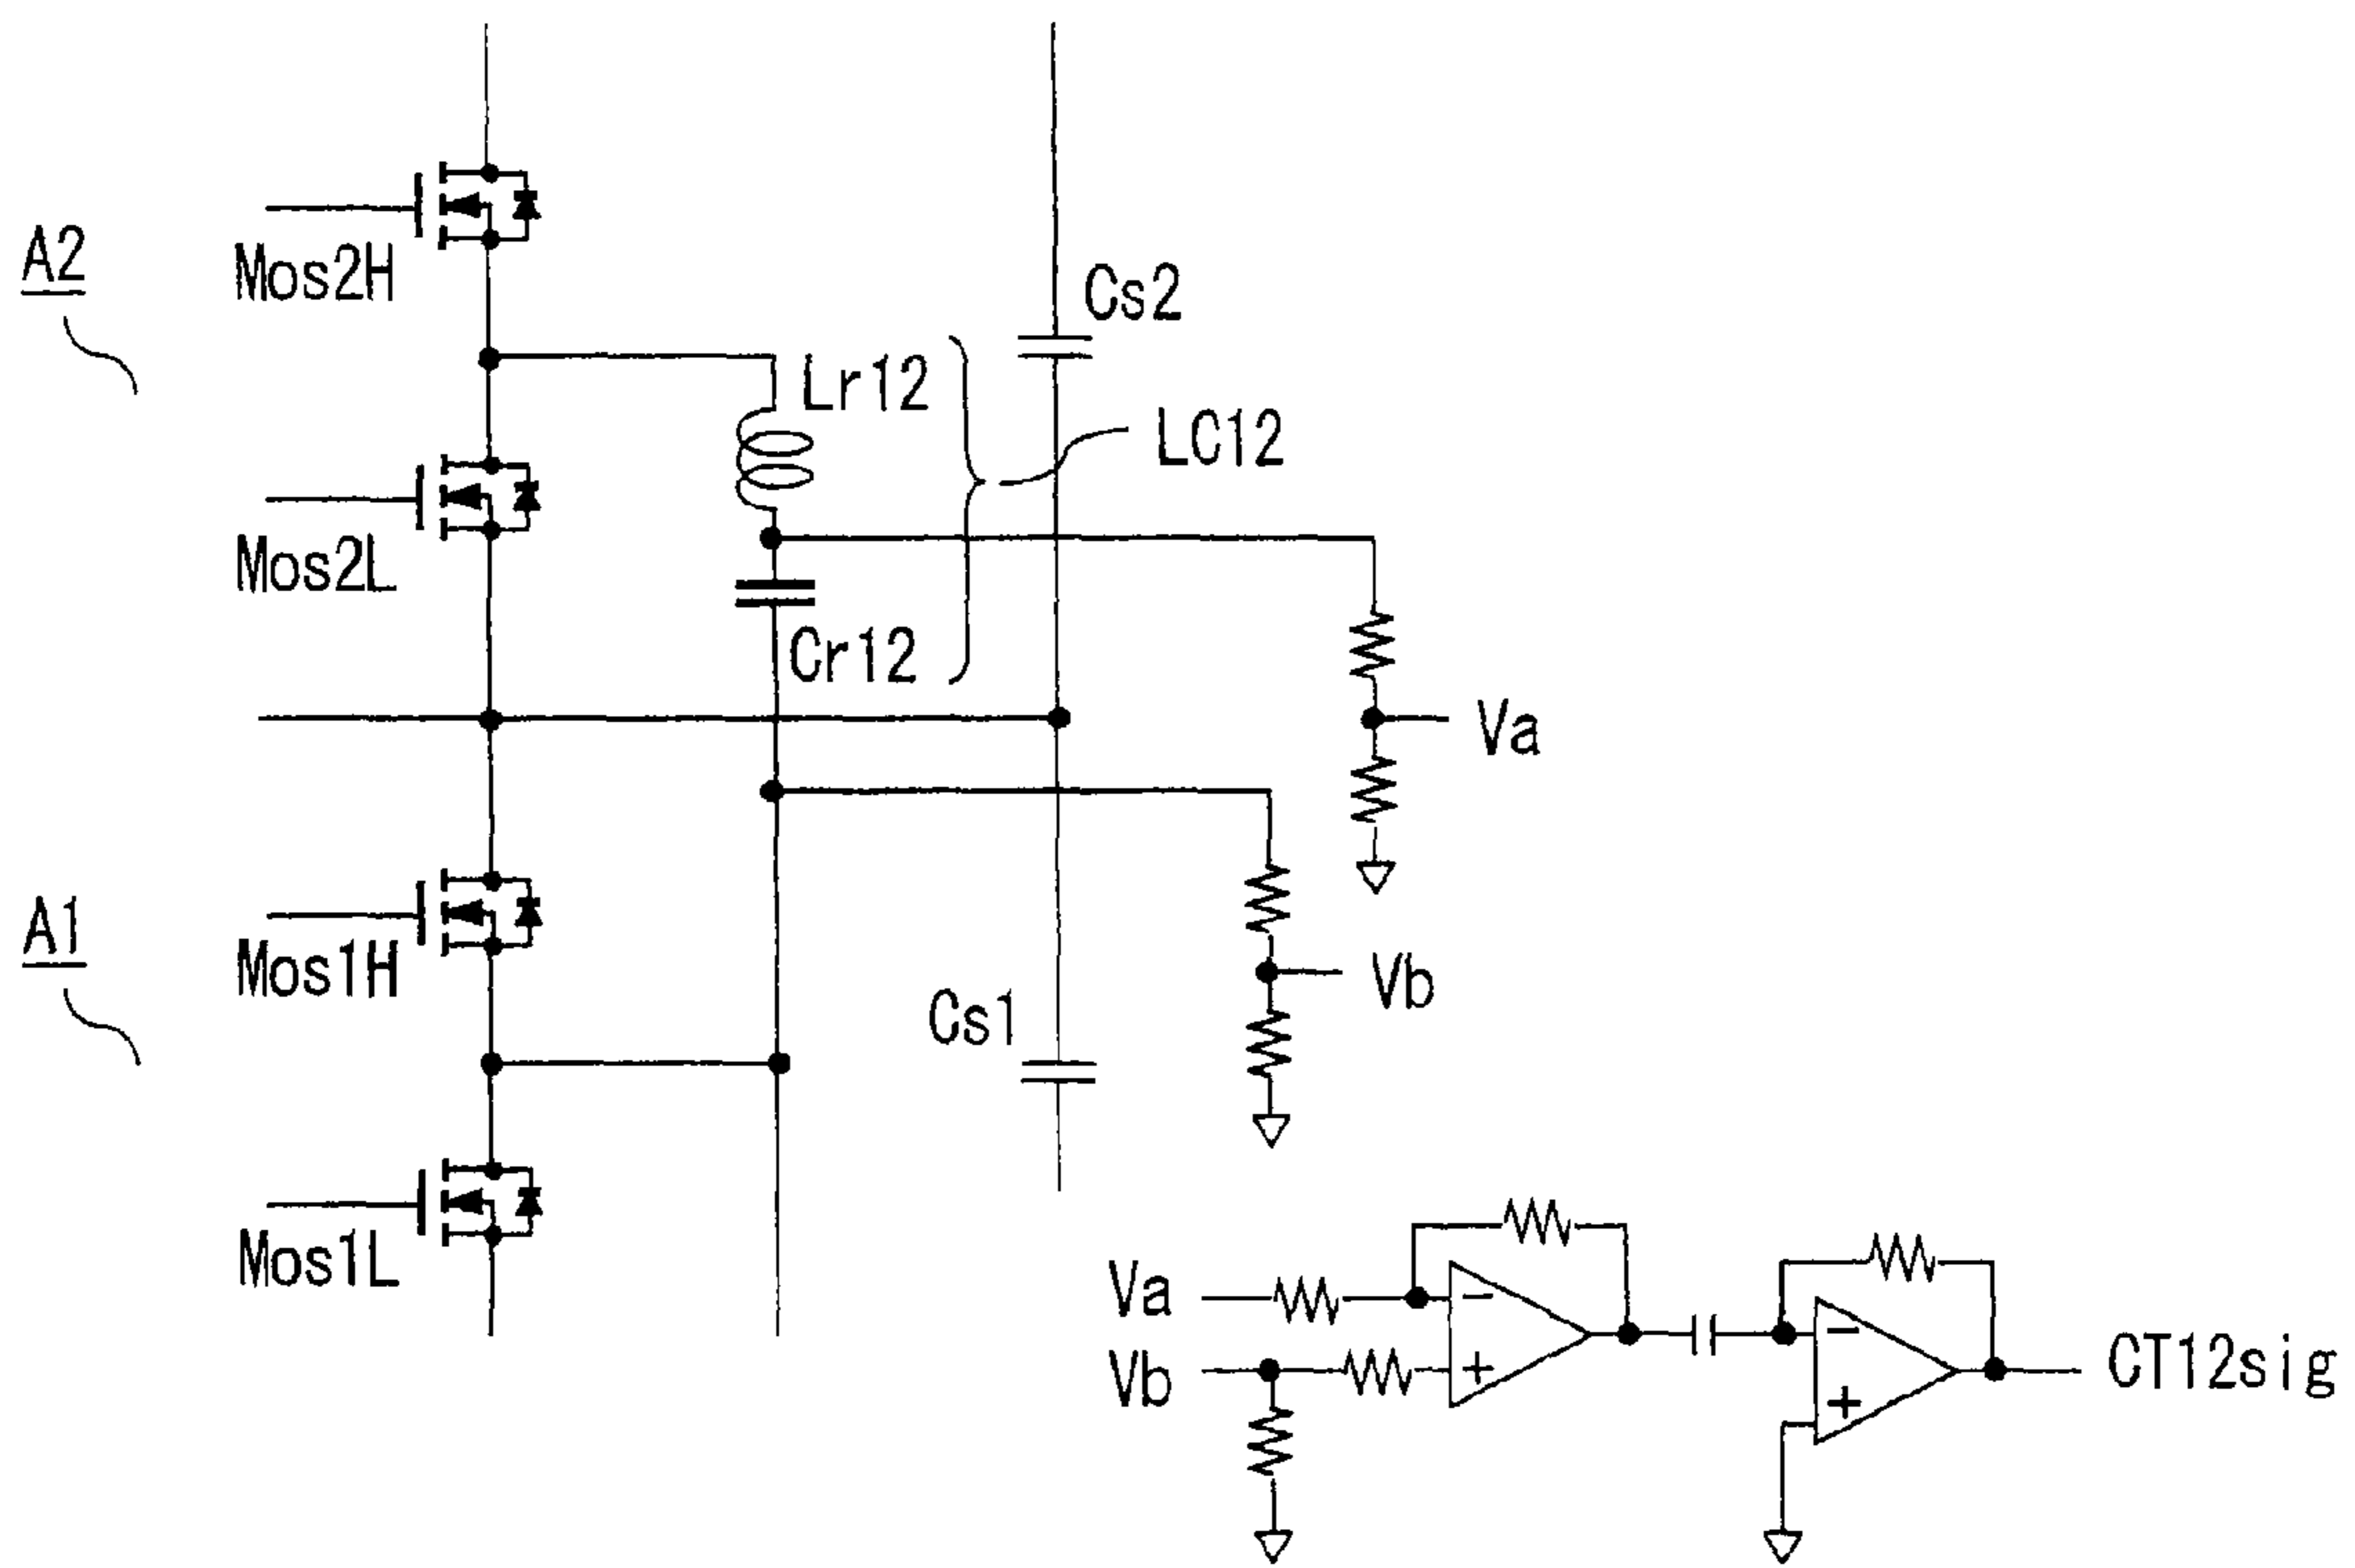 A2
Mos2H
Cs2
Lr12
LC12
Mos2L
Cr12
Va
A1
Mos1H
Vb
Cs1
Mos1L
Va
−
−
Vb
+
+
CT12sig